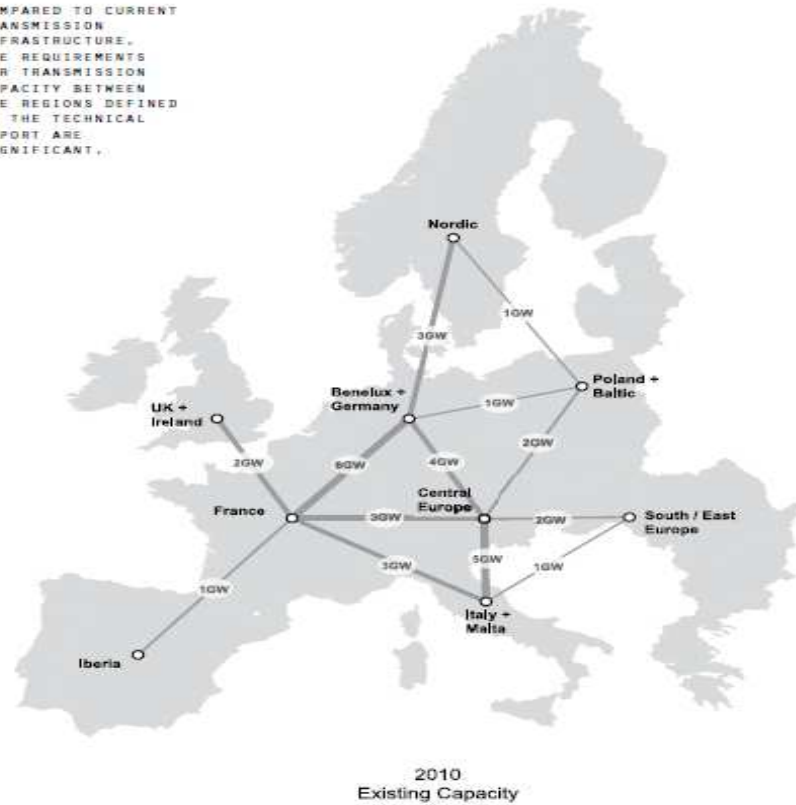 MPARED TO CURRENT
ANSMISSION
FRASTRUCTURE,
E REQUIREMENTS
R TRANSMISSION
PACITY BETWEEN
E REGIONS DEFINED
THE TECHNICAL
PORT ARE
GNIFICANT.
Nordic
1GW
3GW
Poland +
Baltic
Benelux +
Germany
1GW
UK +
Ireland
2GW
2GW
6GW
4GW
Central
Europe
France
3GW
2GW
South / East
Europe
5GW
3GW
1GW
1GW
Italy +
Malta
Iberia
2010
Existing Capacity